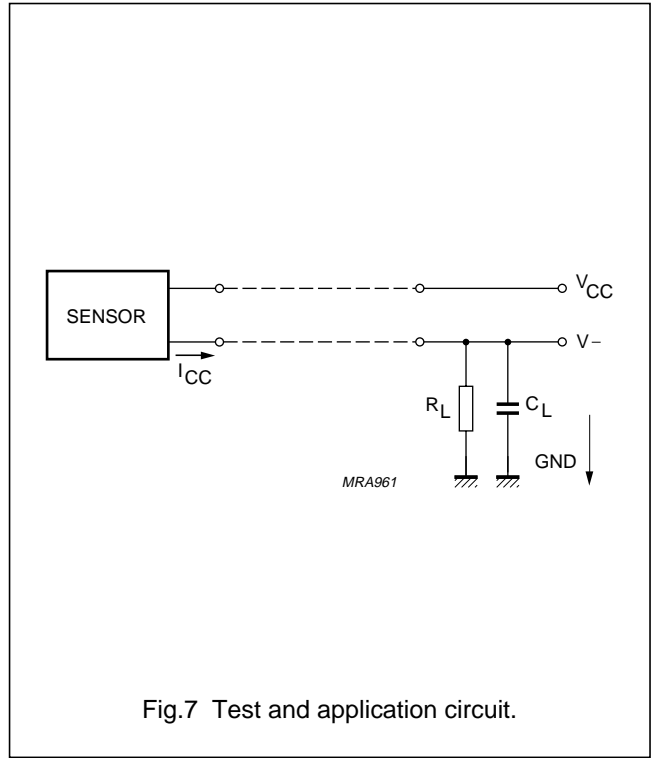 VCC
SENSOR
V−
ICC
RL
CL
GND
MRA961
Fig.7 Test and application circuit.